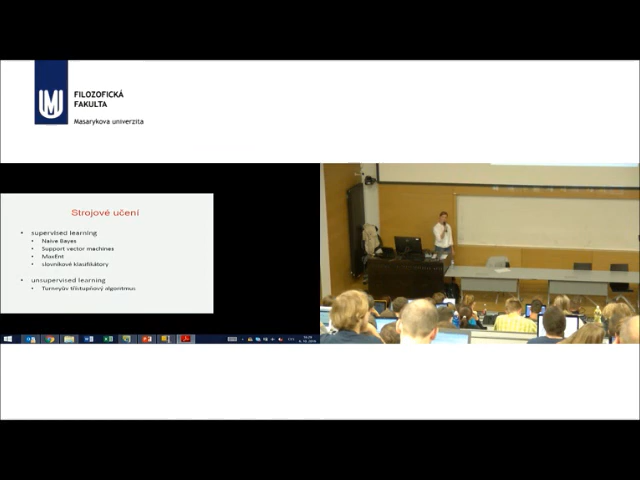 FILOZOFICKÁ
FAKULTA
Masarykova univerzita
Strojové učení
• supervised learning
• Naive Bayes
• Support vector machines
• MaxEnt
• slovníkové klasifikátory
• unsupervised learning
• Turneyův třístupňový algoritmus